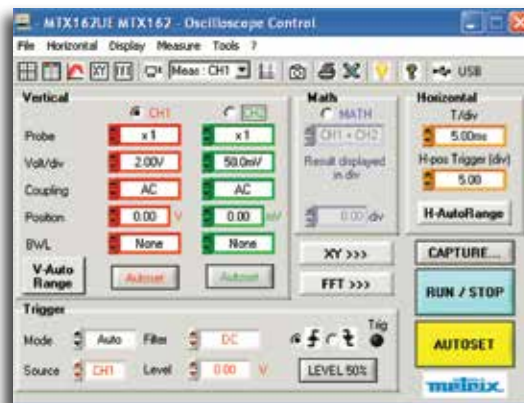 MTX162UE MTX162 - Oscilloscope Control
File Horizontal Display Measure Tools ?
XY FFT Meas : CH1 USB
Vertical
CH1 CH2
Probe x 1 x 1
Volt/div 2.00V 50.0mV
Coupling AC AC
Position 0.00 V 0.00 mV
BWL None None
V-Auto Range
Autoset Autoset
Math
MATH
CH1 + CH2
Result displayed
in div
0.00 div
XY >>>
FFT >>>
Horizontal
T/div
5.00ms
H-pos Trigger (div)
5.00
H-AutoRange
CAPTURE...
RUN / STOP
AUTOSET
Trigger
Mode Auto Filter DC
Trig
Source CH1 Level 0.00 V LEVEL 50%
metrix